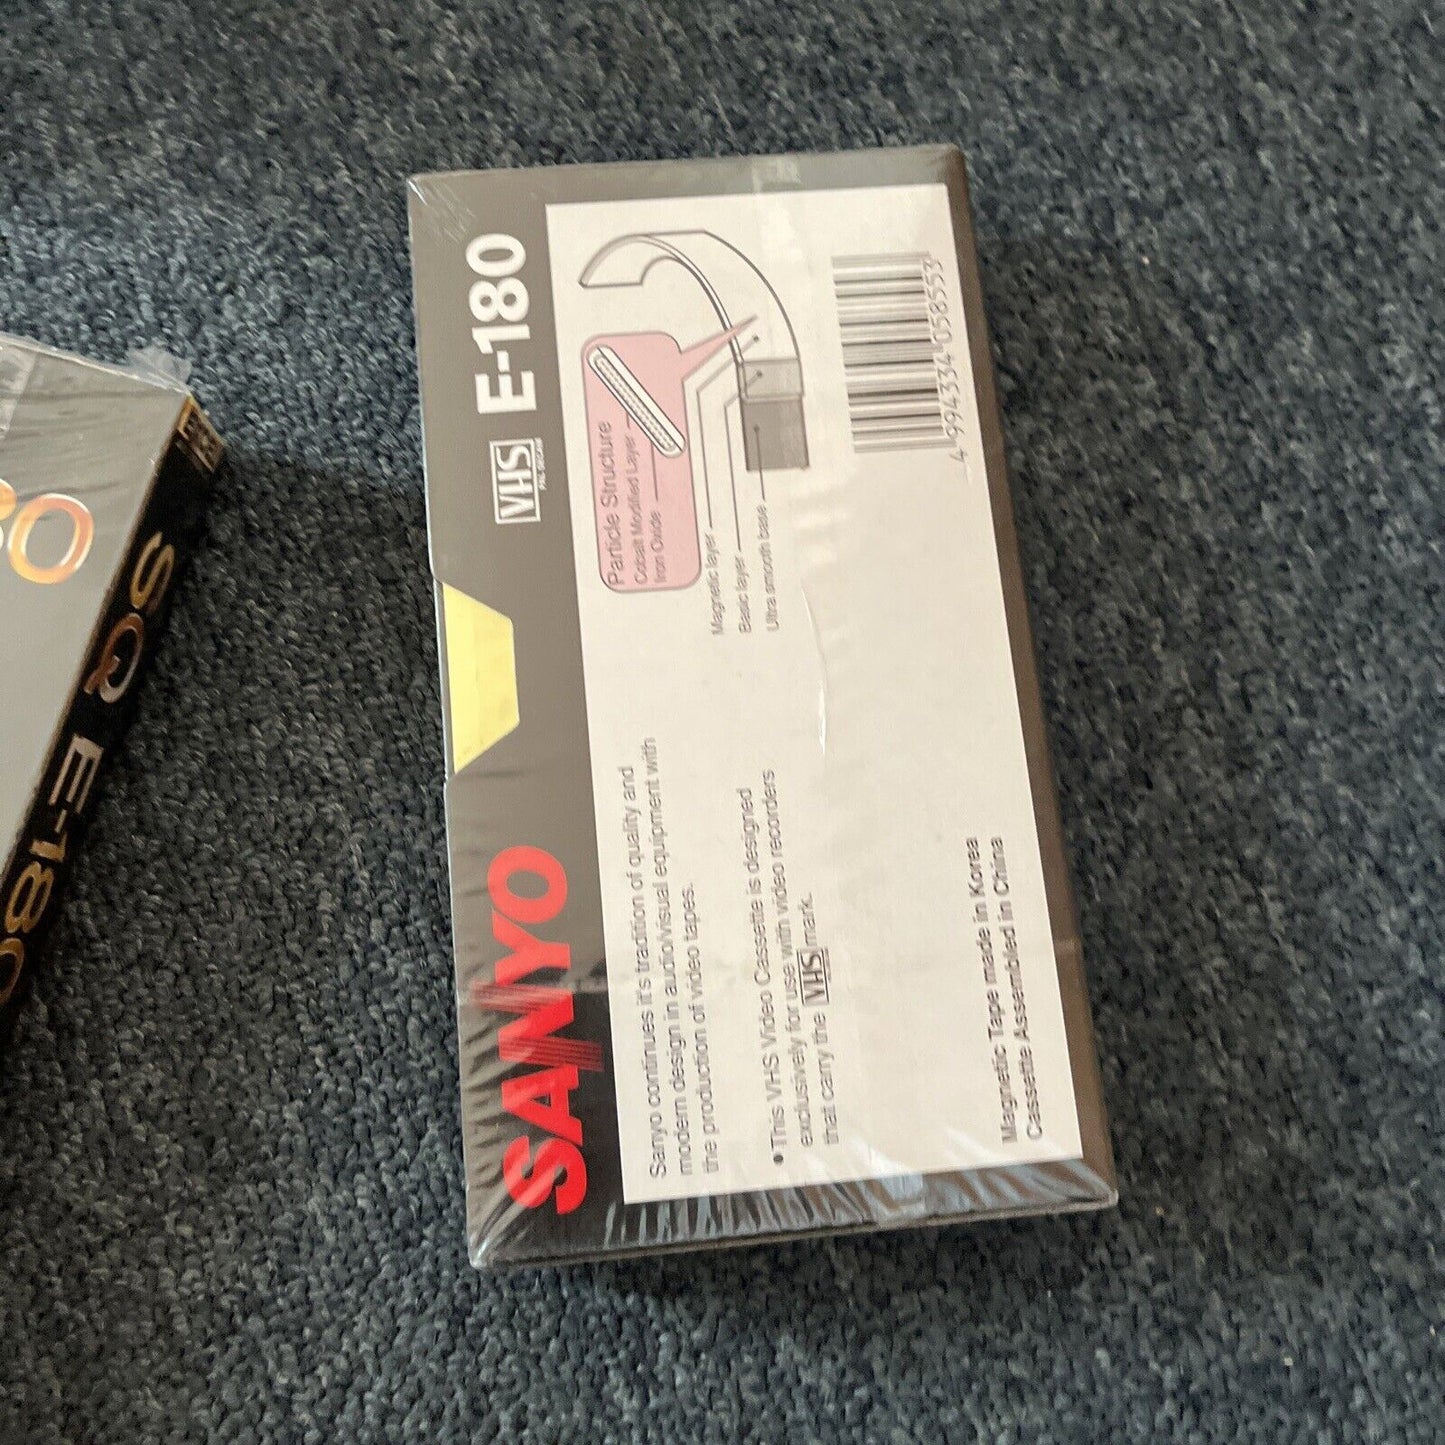 SANYO
VHS
PAL SECAM
E-180
Sanyo continues it's tradition of quality and
modern design in audio/visual equipment with
the production of video tapes.
• This VHS Video Cassette is designed
exclusively for use with video recorders
that carry the VHS mark.
Particle Structure
Cobalt Modified Layer
Iron Oxide
Magnetic layer
Basic layer
Ultra smooth base
Magnetic Tape made in Korea
Cassette Assembled in China
4 994334 058553
SQ E-180